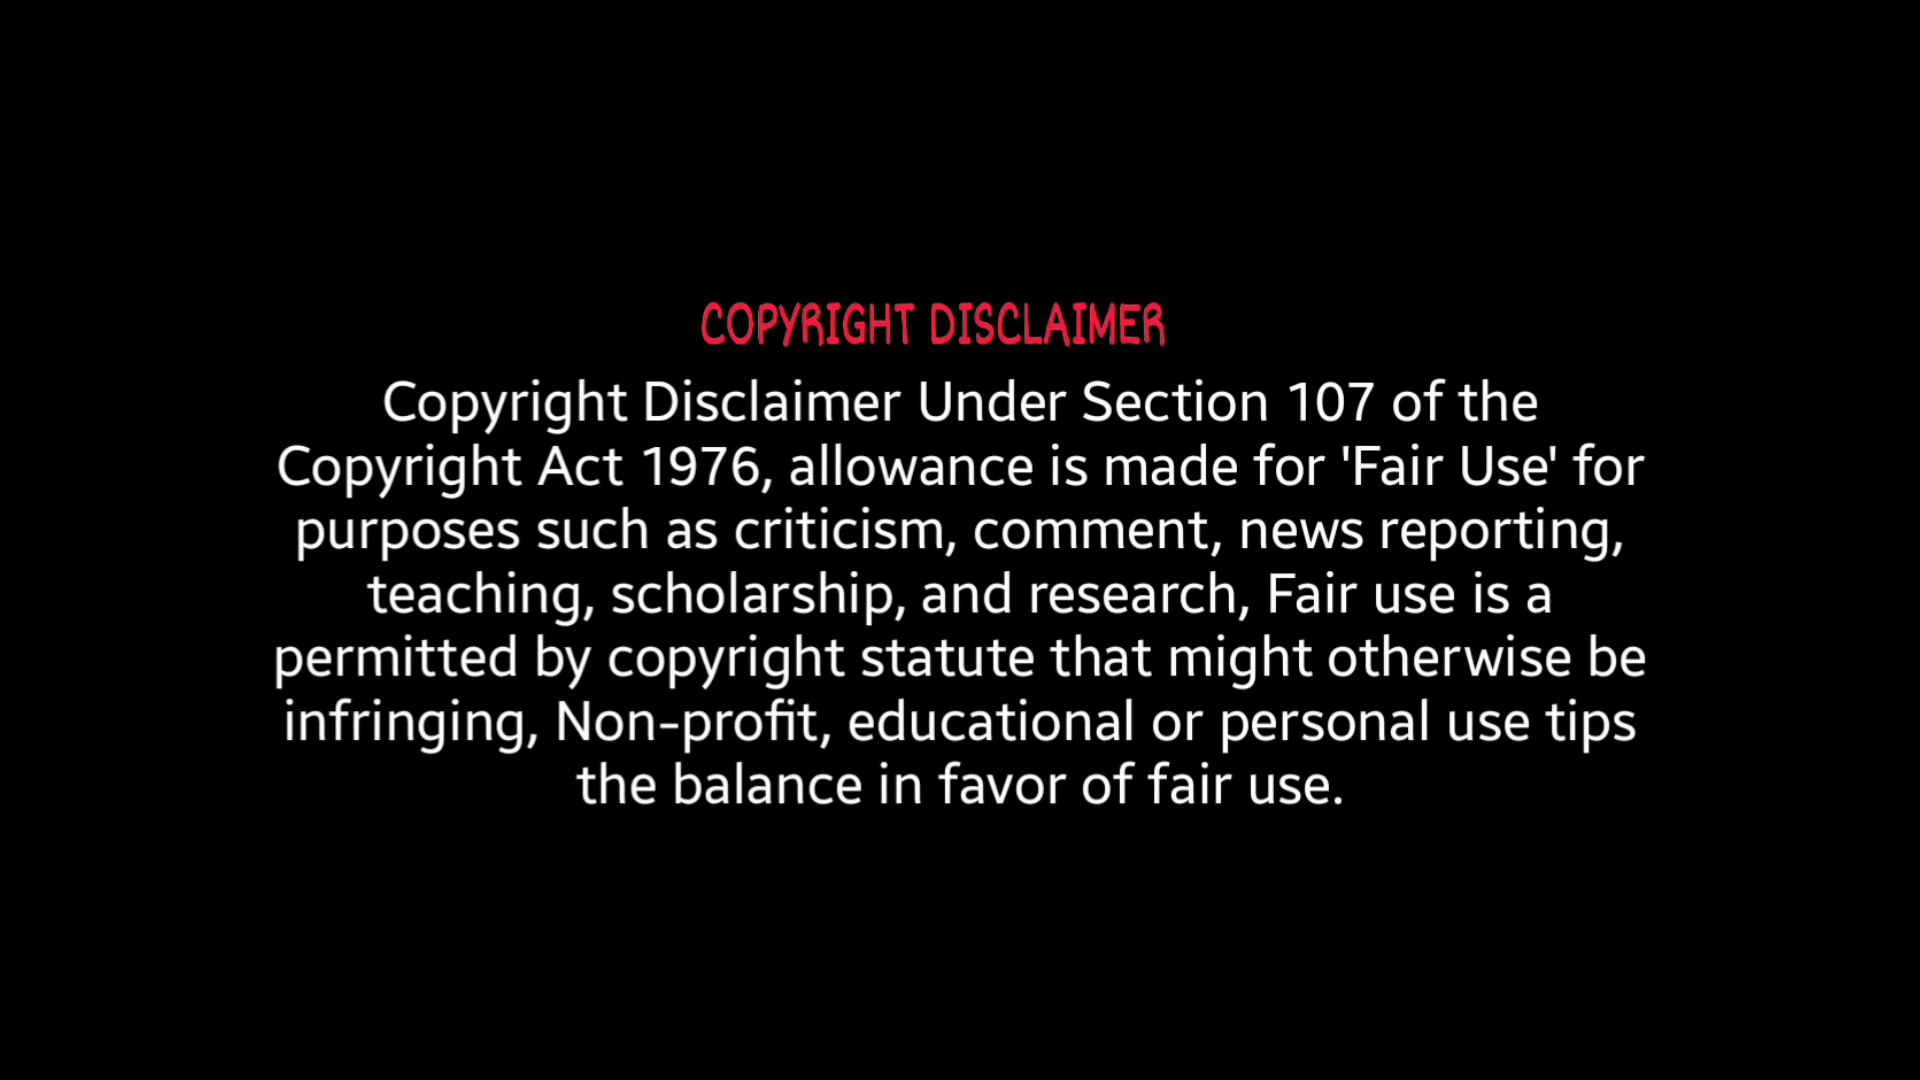 COPYRIGHT DISCLAIMER
Copyright Disclaimer Under Section 107 of the
Copyright Act 1976, allowance is made for 'Fair Use' for
purposes such as criticism, comment, news reporting,
teaching, scholarship, and research, Fair use is a
permitted by copyright statute that might otherwise be
infringing, Non-profit, educational or personal use tips
the balance in favor of fair use.